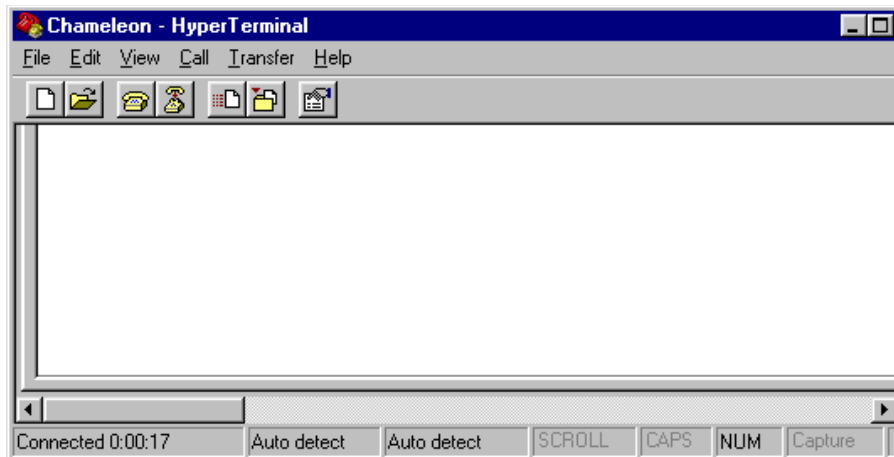 Chameleon - HyperTerminal
File Edit View Call Transfer Help
Connected 0:00:17 Auto detect Auto detect SCROLL CAPS NUM Capture